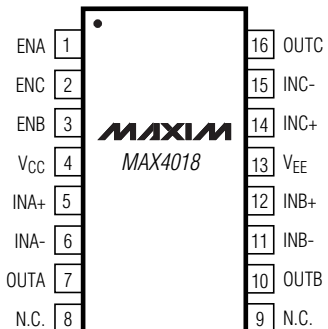 ENA 1 16 OUTC
ENC 2 15 INC-
ENB 3 MAXIM 14 INC+
VCC 4 MAX4018 13 VEE
INA+ 5 12 INB+
INA- 6 11 INB-
OUTA 7 10 OUTB
N.C. 8 9 N.C.